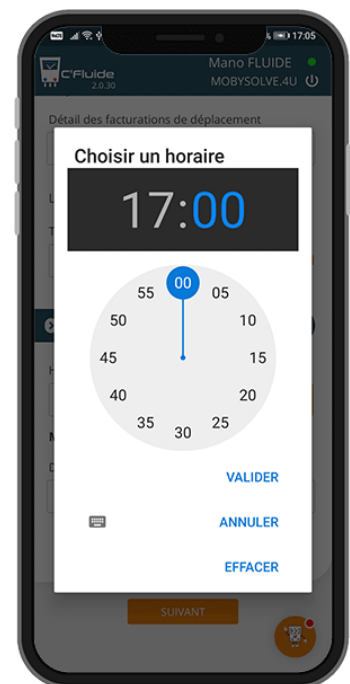 17:05
C'Fluide
2.0.30
Mano FLUIDE
MOBYSOLVE.4U
Détail des facturations de déplacement
Choisir un horaire
17:00
00
05
10
15
20
25
30
35
40
45
50
55
VALIDER
ANNULER
EFFACER
SUIVANT